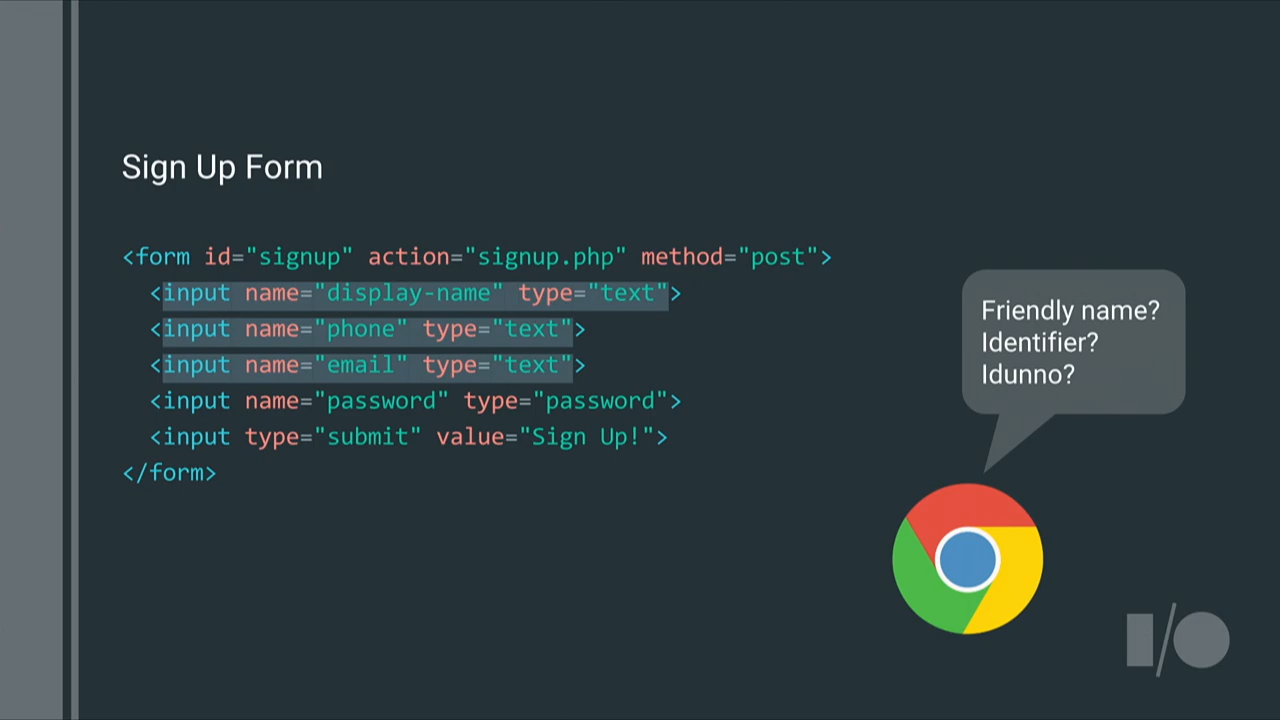 Sign Up Form
<form id="signup" action="signup.php" method="post">
<input name="display-name" type="text">
<input name="phone" type="text">
<input name="email" type="text">
<input name="password" type="password">
<input type="submit" value="Sign Up!">
</form>
Friendly name?
Identifier?
Idunno?
I/O